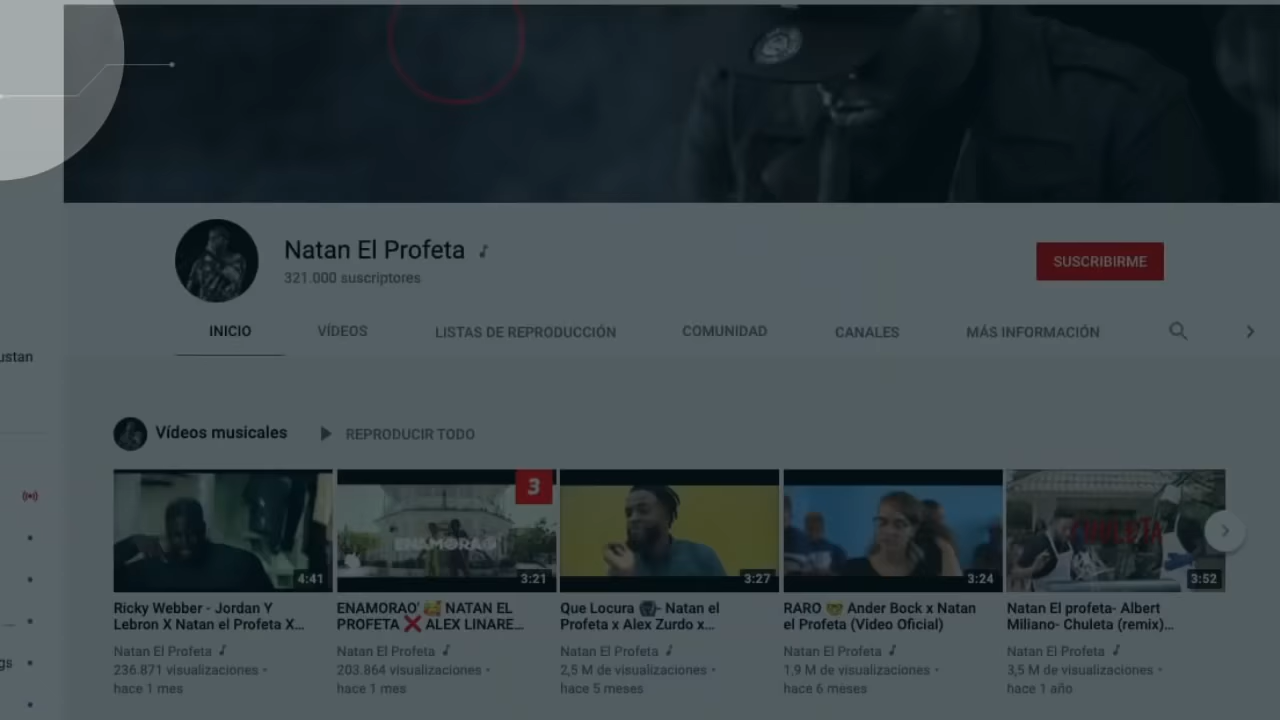 Natan El Profeta
321.000 suscriptores
SUSCRIBIRME
INICIO VÍDEOS LISTAS DE REPRODUCCIÓN COMUNIDAD CANALES MÁS INFORMACIÓN
ustan
Vídeos musicales REPRODUCIR TODO
3
ENAMORAO
CHULETA
4:41 3:21 3:27 3:24 3:52
Ricky Webber - Jordan Y
Lebron X Natan el Profeta X...
Natan El Profeta
236.871 visualizaciones •
hace 1 mes
ENAMORAO' 🥰 NATAN EL
PROFETA ❌ ALEX LINARE...
Natan El Profeta
203.864 visualizaciones •
hace 1 mes
Que Locura - Natan el
Profeta x Alex Zurdo x...
Natan El Profeta
2,5 M de visualizaciones •
hace 5 meses
RARO 🤓 Ander Bock x Natan
el Profeta (Video Oficial)
Natan El Profeta
1,9 M de visualizaciones •
hace 6 meses
Natan El profeta- Albert
Miliano- Chuleta (remix)...
Natan El Profeta
3,5 M de visualizaciones •
hace 1 año
gs